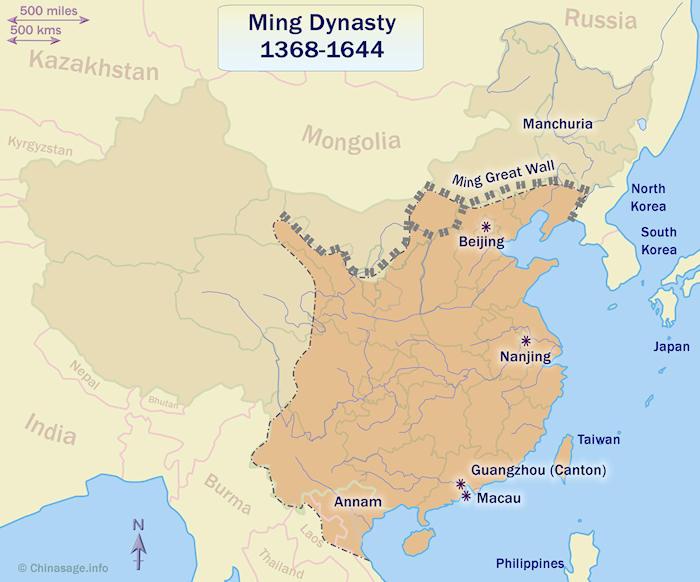 500 miles
500 kms
Ming Dynasty
1368-1644
Russia
Kazakhstan
Manchuria
Mongolia
Kyrgyzstan
Ming Great Wall
North
Korea
Beijing
South
Korea
Nanjing
Japan
Nepal
Bhutan
India
Taiwan
Guangzhou (Canton)
Burma
Annam
Macau
Laos
N
Thailand
Philippines
© Chinasage.info